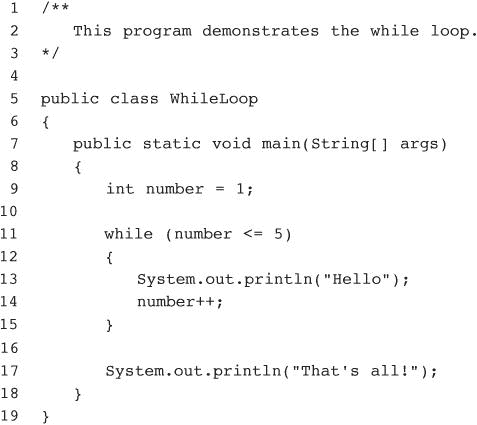 1 /**
2    This program demonstrates the while loop.
3 */
4
5 public class WhileLoop
6 {
7    public static void main(String[] args)
8    {
9       int number = 1;
10
11       while (number <= 5)
12       {
13          System.out.println("Hello");
14          number++;
15       }
16
17       System.out.println("That's all!");
18    }
19 }